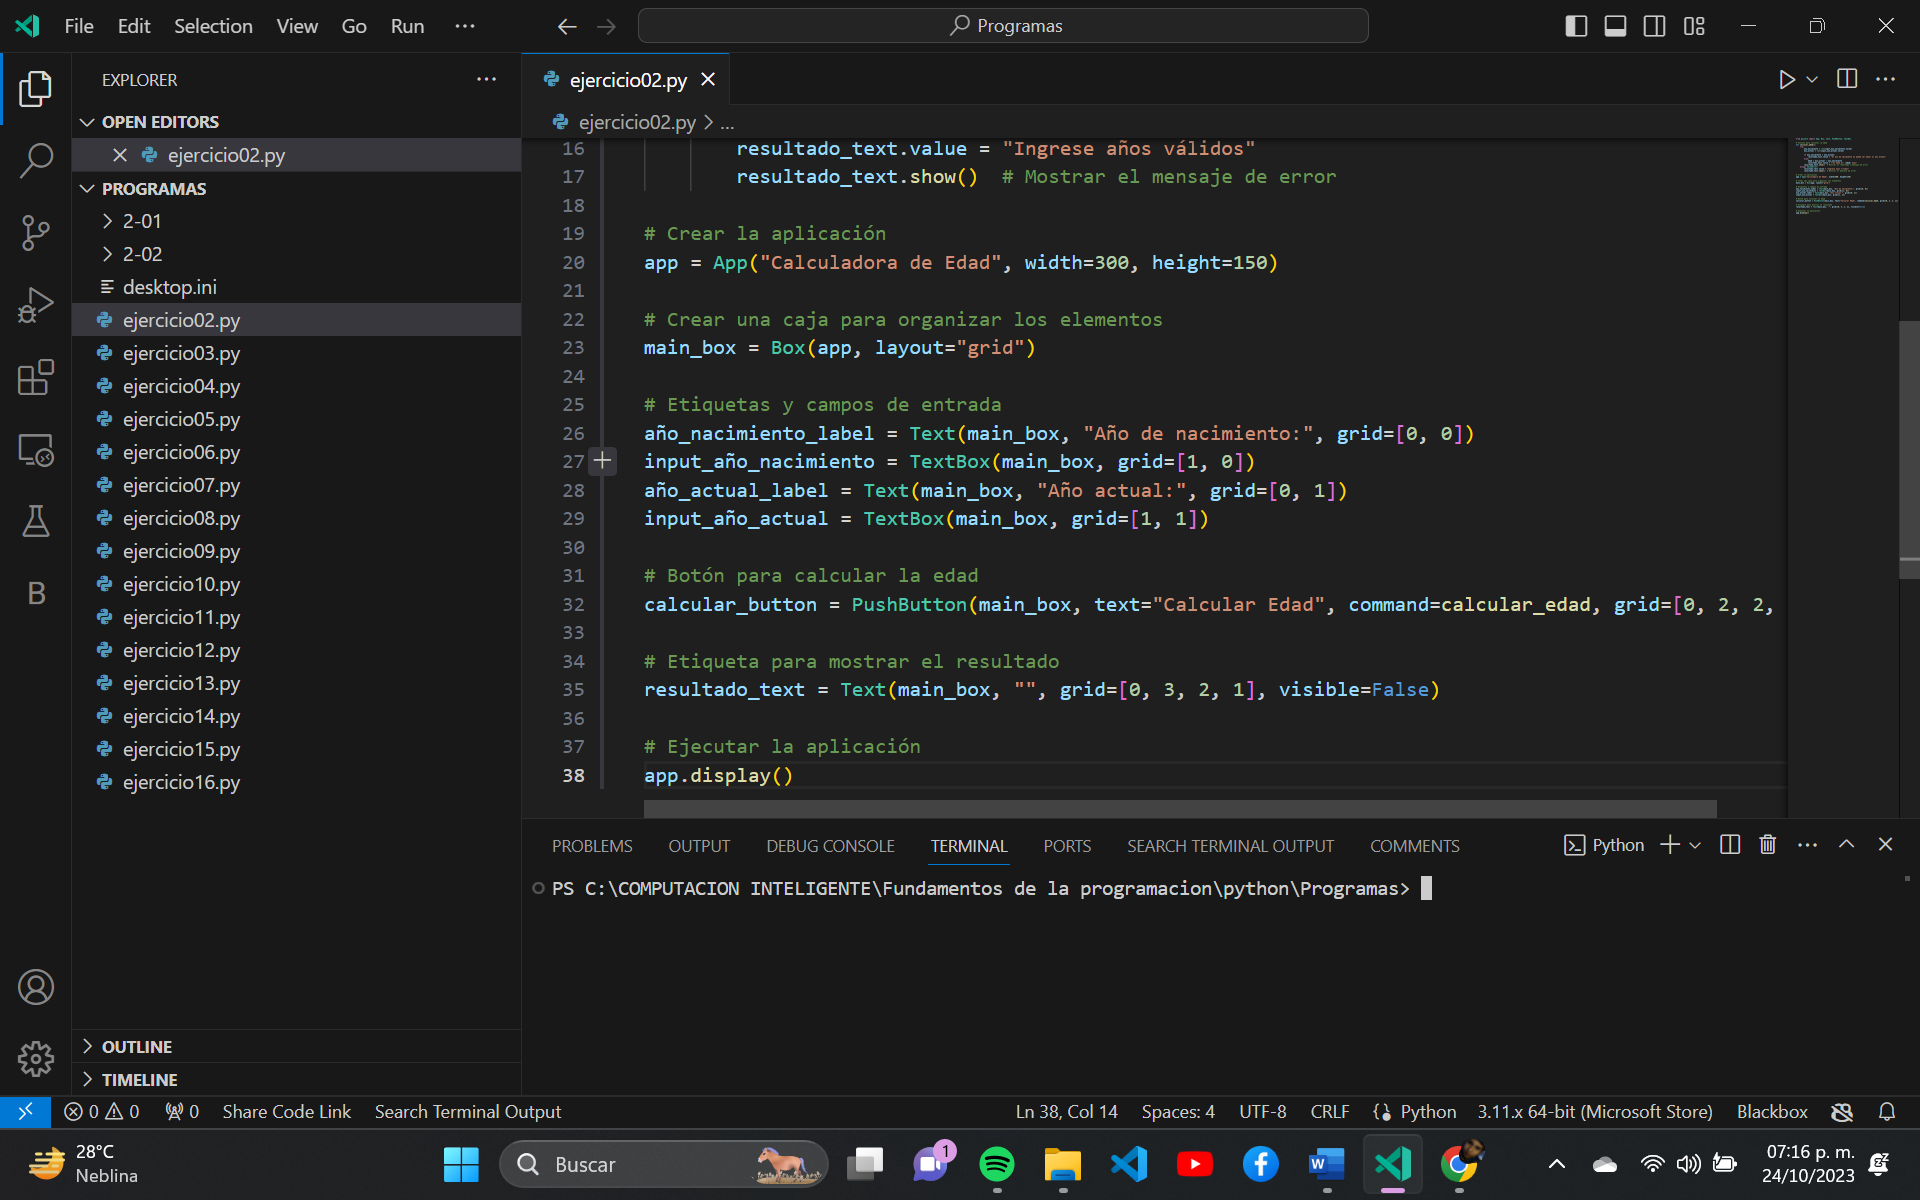 File Edit Selection View Go Run ···
Programas
EXPLORER ···
OPEN EDITORS
ejercicio02.py
PROGRAMAS
2-01
2-02
desktop.ini
ejercicio02.py
ejercicio03.py
ejercicio04.py
ejercicio05.py
ejercicio06.py
ejercicio07.py
ejercicio08.py
ejercicio09.py
ejercicio10.py
ejercicio11.py
ejercicio12.py
ejercicio13.py
ejercicio14.py
ejercicio15.py
ejercicio16.py
OUTLINE
TIMELINE
ejercicio02.py
ejercicio02.py > ...
16 resultado_text.value = "Ingrese años válidos"
17 resultado_text.show()  # Mostrar el mensaje de error
18
19 # Crear la aplicación
20 app = App("Calculadora de Edad", width=300, height=150)
21
22 # Crear una caja para organizar los elementos
23 main_box = Box(app, layout="grid")
24
25 # Etiquetas y campos de entrada
26 año_nacimiento_label = Text(main_box, "Año de nacimiento:", grid=[0, 0])
27 input_año_nacimiento = TextBox(main_box, grid=[1, 0])
28 año_actual_label = Text(main_box, "Año actual:", grid=[0, 1])
29 input_año_actual = TextBox(main_box, grid=[1, 1])
30
31 # Botón para calcular la edad
32 calcular_button = PushButton(main_box, text="Calcular Edad", command=calcular_edad, grid=[0, 2, 2,
33
34 # Etiqueta para mostrar el resultado
35 resultado_text = Text(main_box, "", grid=[0, 3, 2, 1], visible=False)
36
37 # Ejecutar la aplicación
38 app.display()
PROBLEMS OUTPUT DEBUG CONSOLE TERMINAL PORTS SEARCH TERMINAL OUTPUT COMMENTS Python
PS C:\COMPUTACION INTELIGENTE\Fundamentos de la programacion\python\Programas>
0 0 0 Share Code Link Search Terminal Output Ln 38, Col 14 Spaces: 4 UTF-8 CRLF Python 3.11.x 64-bit (Microsoft Store) Blackbox
28°C
Neblina
Buscar
1
07:16 p. m.
24/10/2023